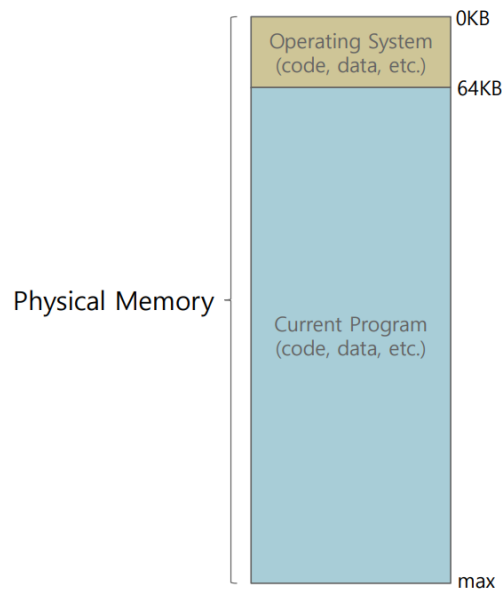 0KB
Operating System
(code, data, etc.)
64KB
Physical Memory
Current Program
(code, data, etc.)
max